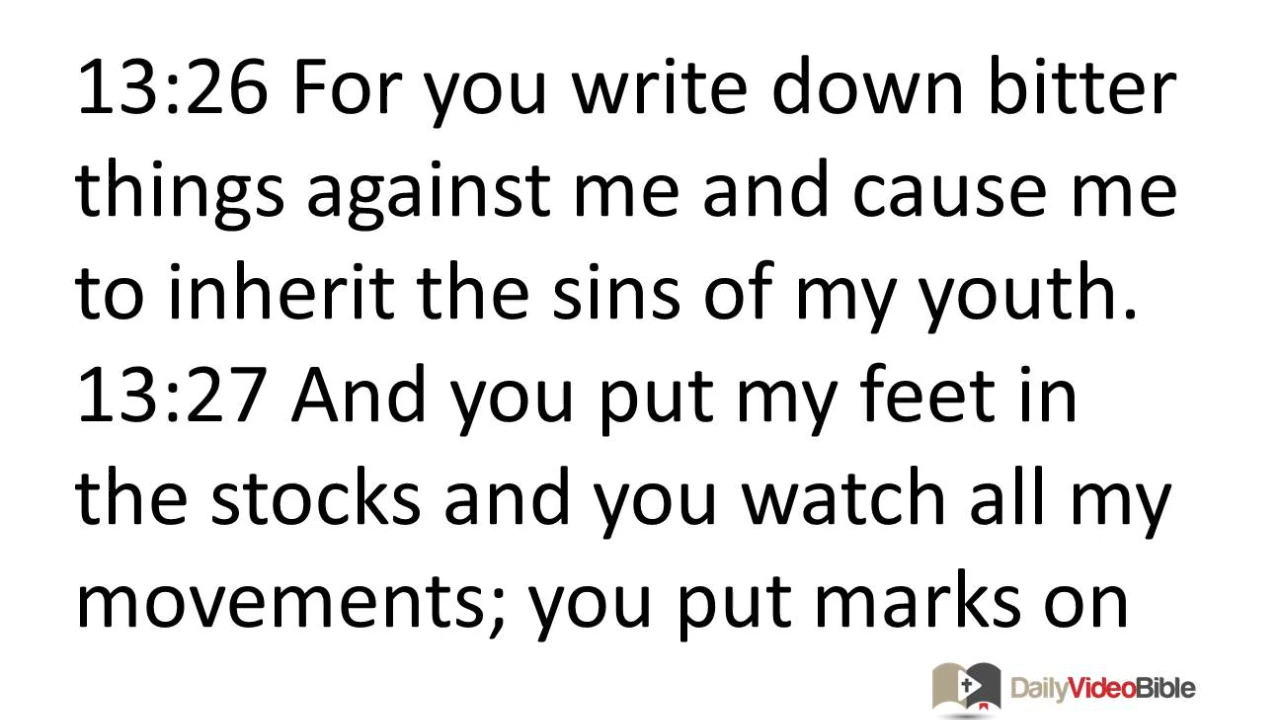 13:26 For you write down bitter
things against me and cause me
to inherit the sins of my youth.
13:27 And you put my feet in
the stocks and you watch all my
movements; you put marks on
DailyVideoBible